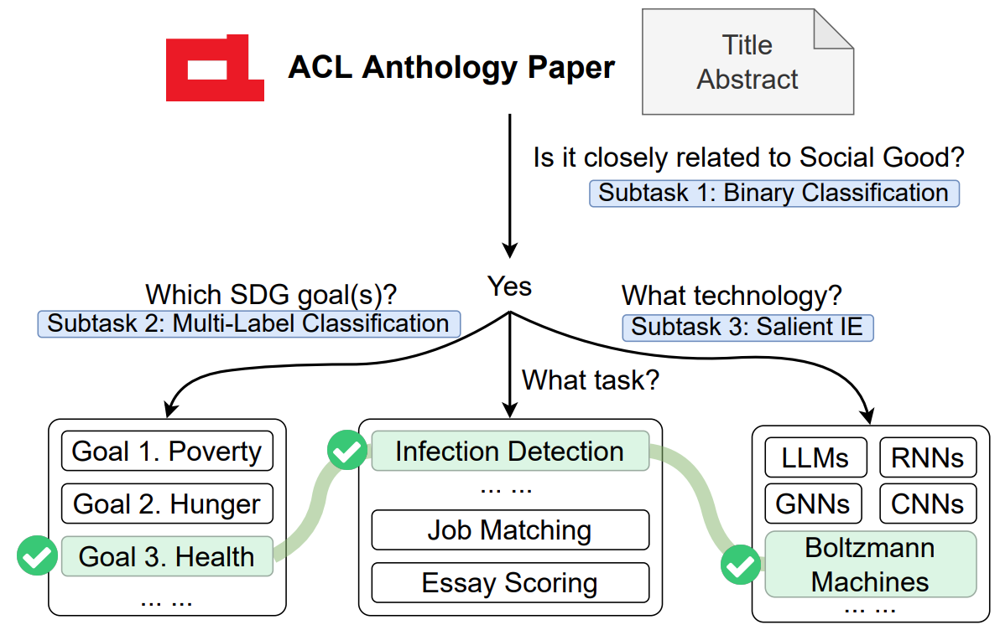 ACL Anthology Paper
Title
Abstract
Is it closely related to Social Good?
Subtask 1: Binary Classification
Yes
Which SDG goal(s)?
Subtask 2: Multi-Label Classification
What technology?
Subtask 3: Salient IE
What task?
Goal 1. Poverty
Goal 2. Hunger
Goal 3. Health
... ...
Infection Detection
... ...
Job Matching
Essay Scoring
LLMs
RNNs
GNNs
CNNs
Boltzmann
Machines
... ...